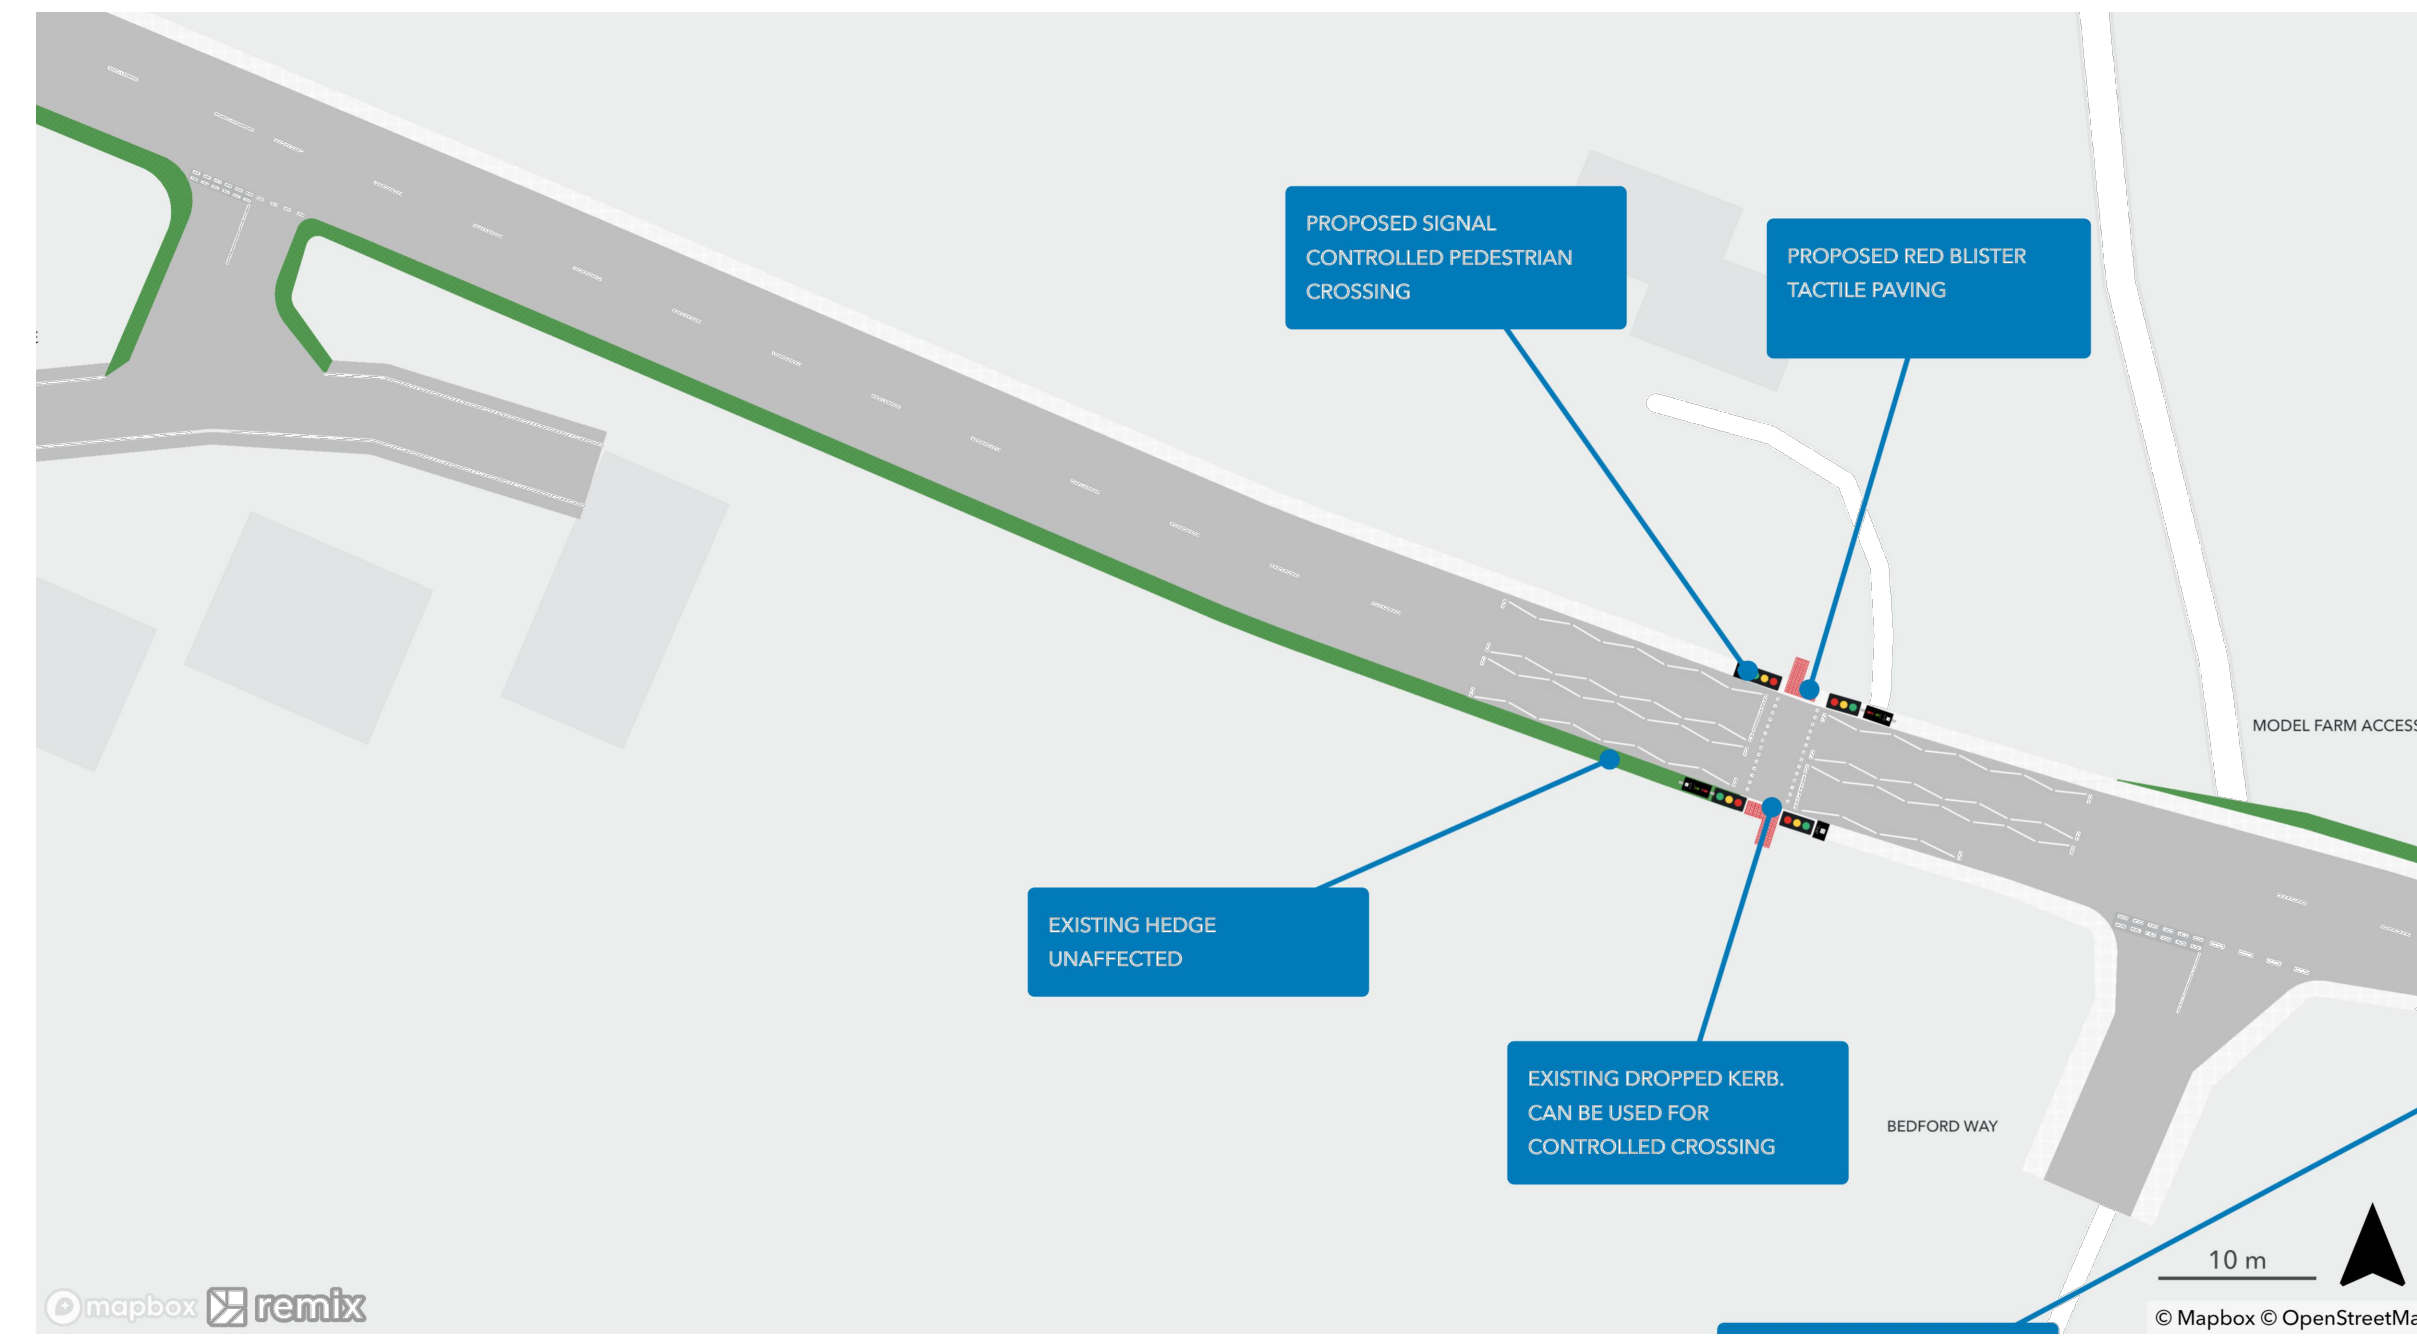 PROPOSED SIGNAL
CONTROLLED PEDESTRIAN
CROSSING
PROPOSED RED BLISTER
TACTILE PAVING
MODEL FARM ACCESS
EXISTING HEDGE
UNAFFECTED
EXISTING DROPPED KERB.
CAN BE USED FOR
CONTROLLED CROSSING
BEDFORD WAY
10 m
mapbox remix
© Mapbox © OpenStreetMa